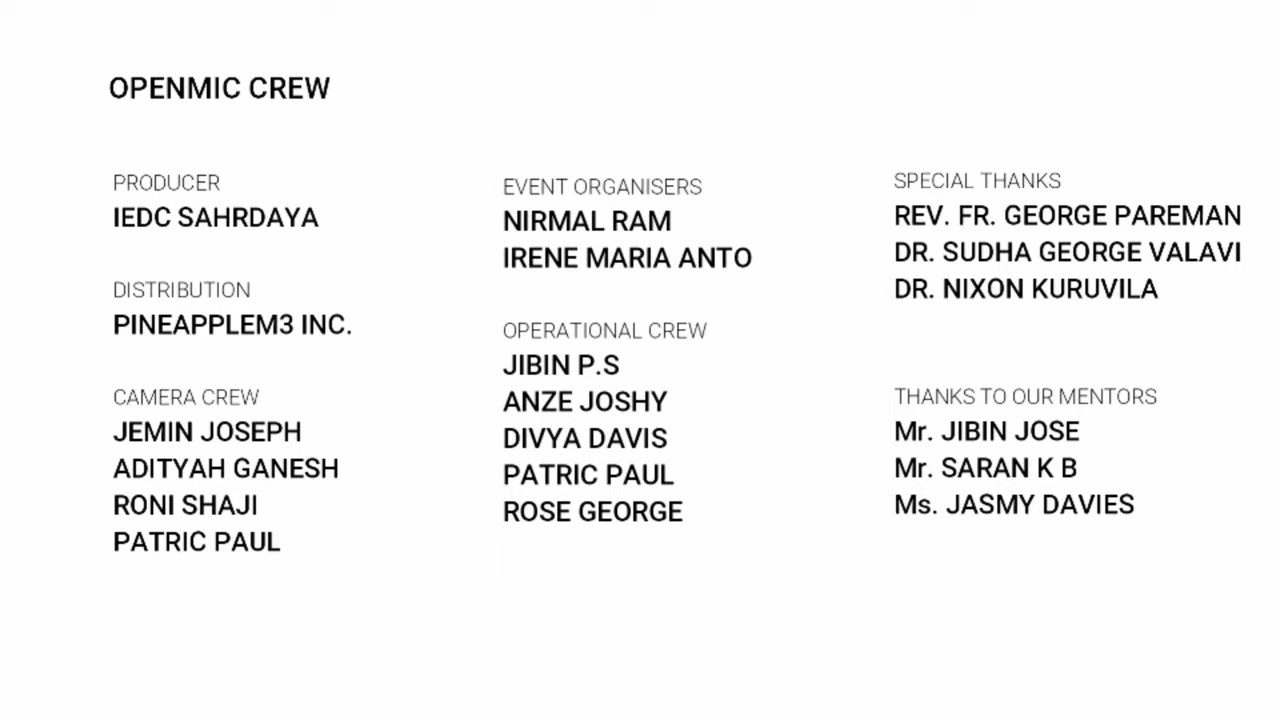 OPENMIC CREW
PRODUCER
IEDC SAHRDAYA
DISTRIBUTION
PINEAPPLEM3 INC.
CAMERA CREW
JEMIN JOSEPH
ADITYAH GANESH
RONI SHAJI
PATRIC PAUL
EVENT ORGANISERS
NIRMAL RAM
IRENE MARIA ANTO
OPERATIONAL CREW
JIBIN P.S
ANZE JOSHY
DIVYA DAVIS
PATRIC PAUL
ROSE GEORGE
SPECIAL THANKS
REV. FR. GEORGE PAREMAN
DR. SUDHA GEORGE VALAVI
DR. NIXON KURUVILA
THANKS TO OUR MENTORS
Mr. JIBIN JOSE
Mr. SARAN K B
Ms. JASMY DAVIES